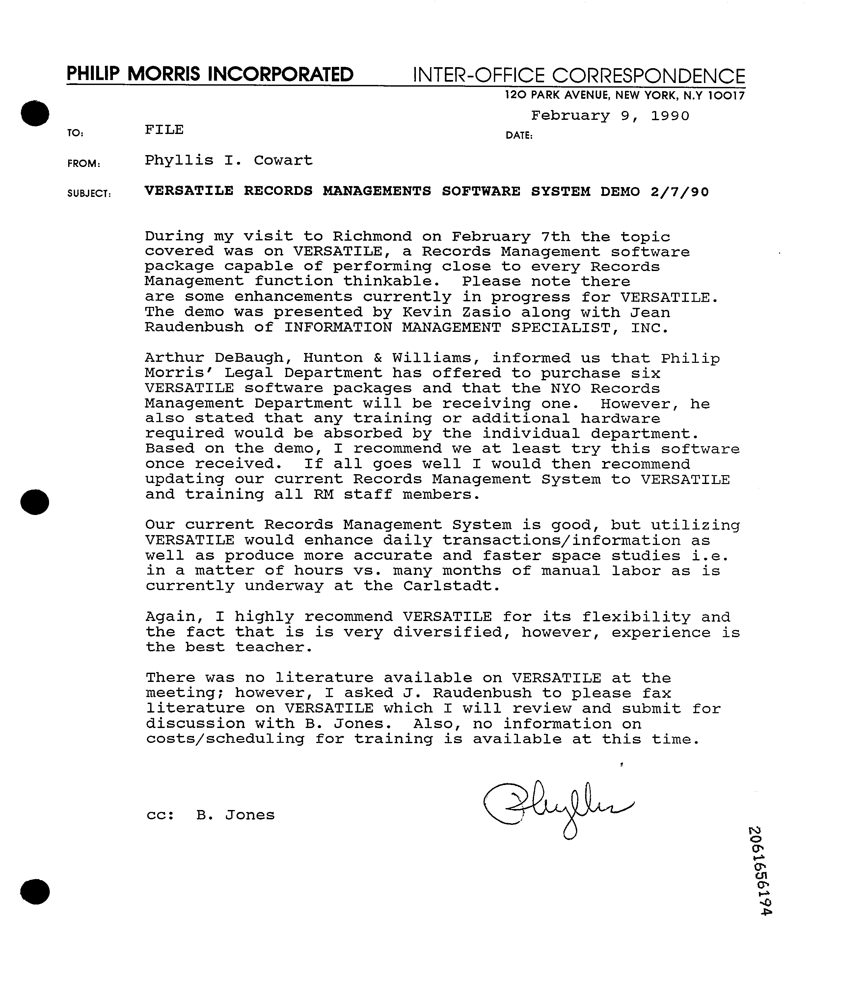 PHILIP MORRIS INCORPORATED INTER-OFFICE CORRESPONDENCE
120 PARK AVENUE, NEW YORK, N.Y 10017
February 9, 1990
TO: FILE DATE:
FROM: Phyllis I. Cowart
SUBJECT: VERSATILE RECORDS MANAGEMENTS SOFTWARE SYSTEM DEMO 2/7/90
During my visit to Richmond on February 7th the topic
covered was on VERSATILE, a Records Management software
package capable of performing close to every Records
Management function thinkable. Please note there
are some enhancements currently in progress for VERSATILE.
The demo was presented by Kevin Zasio along with Jean
Raudenbush of INFORMATION MANAGEMENT SPECIALIST, INC.
Arthur DeBaugh, Hunton & Williams, informed us that Philip
Morris' Legal Department has offered to purchase six
VERSATILE software packages and that the NYO Records
Management Department will be receiving one. However, he
also stated that any training or additional hardware
required would be absorbed by the individual department.
Based on the demo, I recommend we at least try this software
once received. If all goes well I would then recommend
updating our current Records Management System to VERSATILE
and training all RM staff members.
Our current Records Management System is good, but utilizing
VERSATILE would enhance daily transactions/information as
well as produce more accurate and faster space studies i.e.
in a matter of hours vs. many months of manual labor as is
currently underway at the Carlstadt.
Again, I highly recommend VERSATILE for its flexibility and
the fact that is is very diversified, however, experience is
the best teacher.
There was no literature available on VERSATILE at the
meeting; however, I asked J. Raudenbush to please fax
literature on VERSATILE which I will review and submit for
discussion with B. Jones. Also, no information on
costs/scheduling for training is available at this time.
Phyllis
cc: B. Jones
2061656194